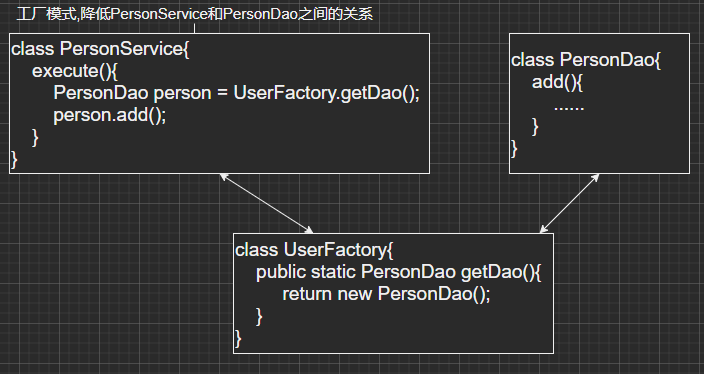 工厂模式,降低PersonService和PersonDao之间的关系
class PersonService{
execute(){
PersonDao person = UserFactory.getDao();
person.add();
}
}
class PersonDao{
add(){
......
}
}
class UserFactory{
public static PersonDao getDao(){
return new PersonDao();
}
}